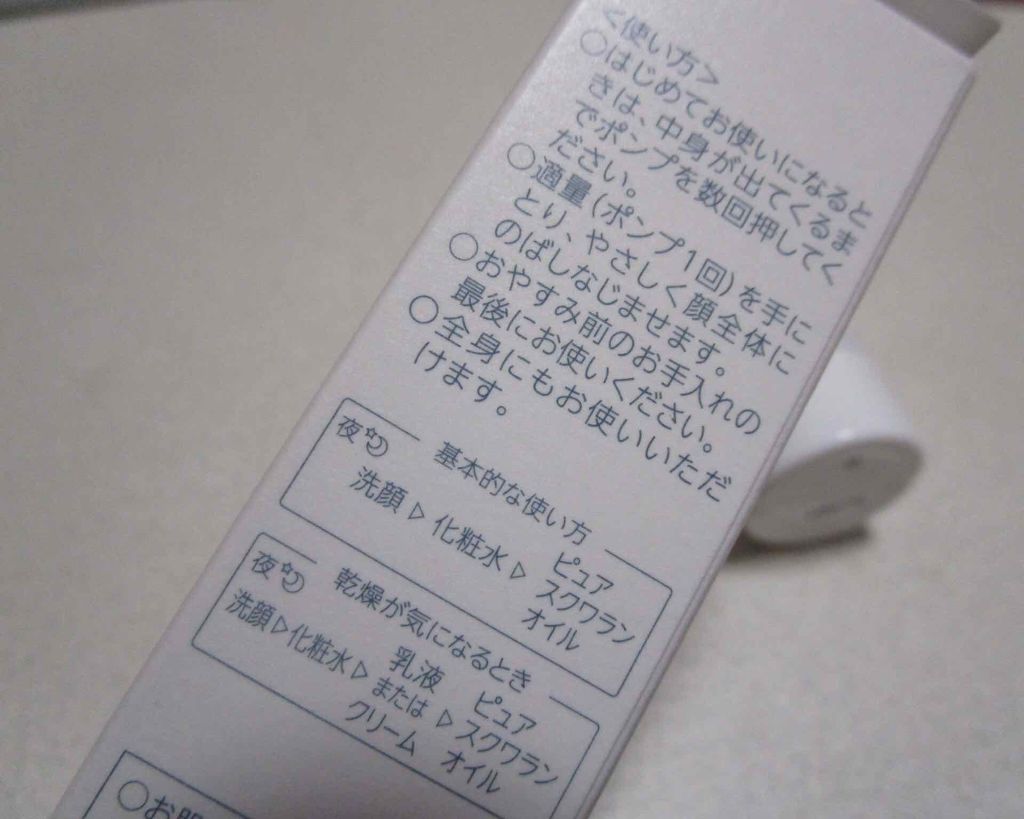 <使い方>
○はじめてお使いになると
きは、中身が出てくるま
でポンプを数回押してく
ださい。
○適量(ポンプ1回)を手に
とり、やさしく顔全体に
のばしなじませます。
○おやすみ前のお手入れの
最後にお使いください。
○全身にもお使いいただ
けます。
夜 基本的な使い方
洗顔▷化粧水▷ピュアスクワランオイル
夜 乾燥が気になるとき
洗顔▷化粧水▷乳液またはクリーム▷ピュアスクワランオイル
○お肌